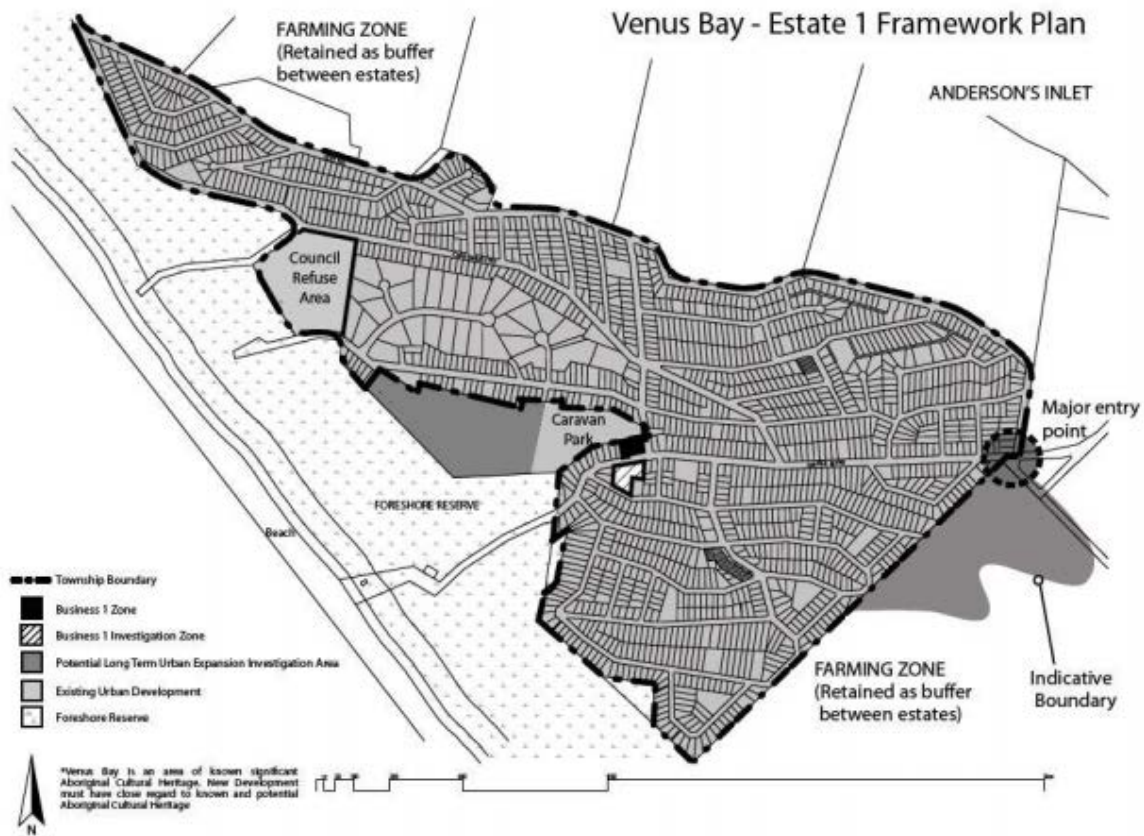 Venus Bay - Estate 1 Framework Plan
FARMING ZONE
(Retained as buffer
between estates)
ANDERSON'S INLET
Council
Refuse
Area
Major entry
point
Caravan
Park
FORESHORE RESERVE
Beach
Township Boundary
Business 1 Zone
Business 1 Investigation Zone
Potential Long Term Urban Expansion Investigation Area
Existing Urban Development
Foreshore Reserve
FARMING ZONE
(Retained as buffer
between estates)
Indicative
Boundary
*Venus Bay is an area of known significant
Aboriginal Cultural Heritage. New Development
must have close regard to known and potential
Aboriginal Cultural Heritage
N